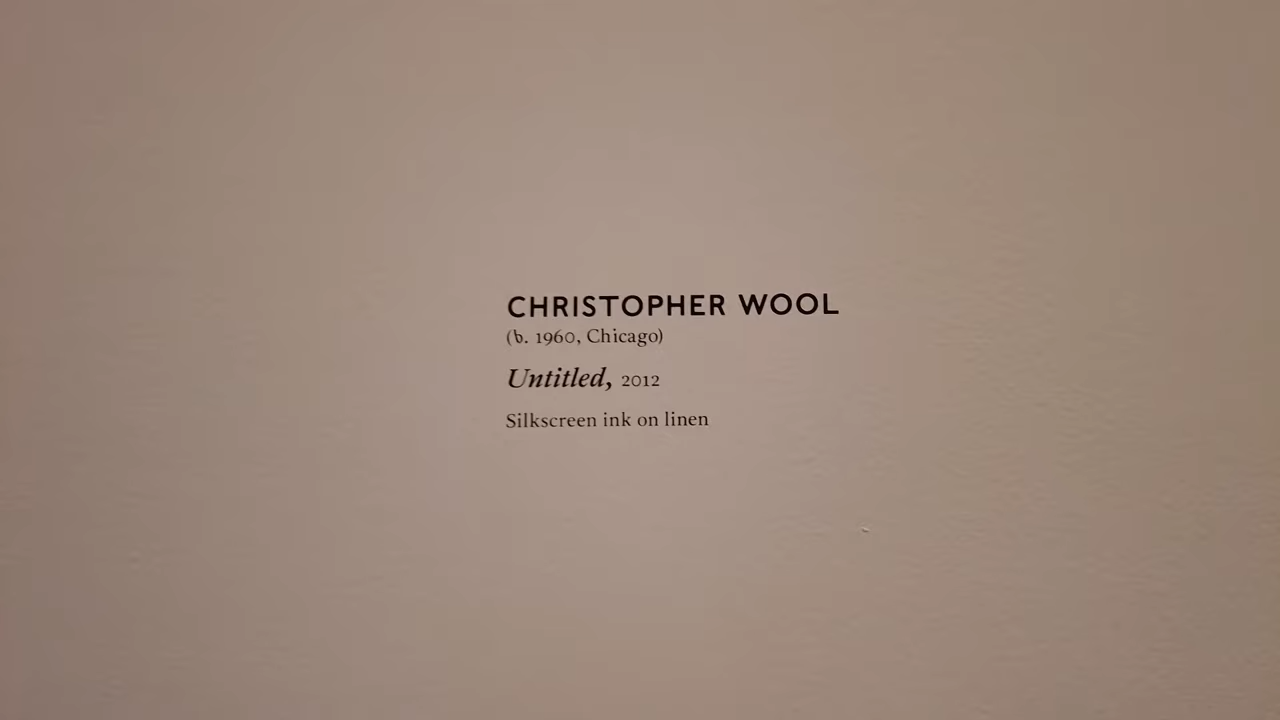 CHRISTOPHER WOOL
(b. 1960, Chicago)
Untitled, 2012
Silkscreen ink on linen